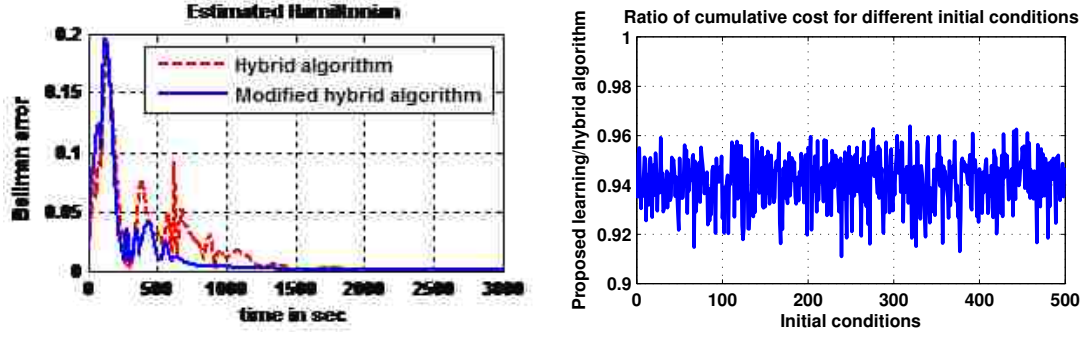 Estimated Hamiltonian
0.2
0.15
0.1
0.05
0
Bellman error
Hybrid algorithm
Modified hybrid algorithm
0 500 1000 1500 2000 2500 3000
time in sec
Ratio of cumulative cost for different initial conditions
Proposed learning/hybrid algorithm
1
0.98
0.96
0.94
0.92
0.9
0 100 200 300 400 500
Initial conditions